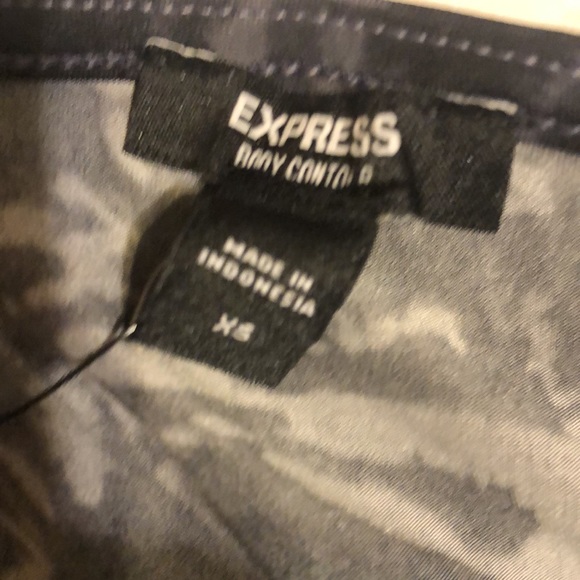 EXPRESS
BODY CONTOUR
MADE IN
INDONESIA
XS